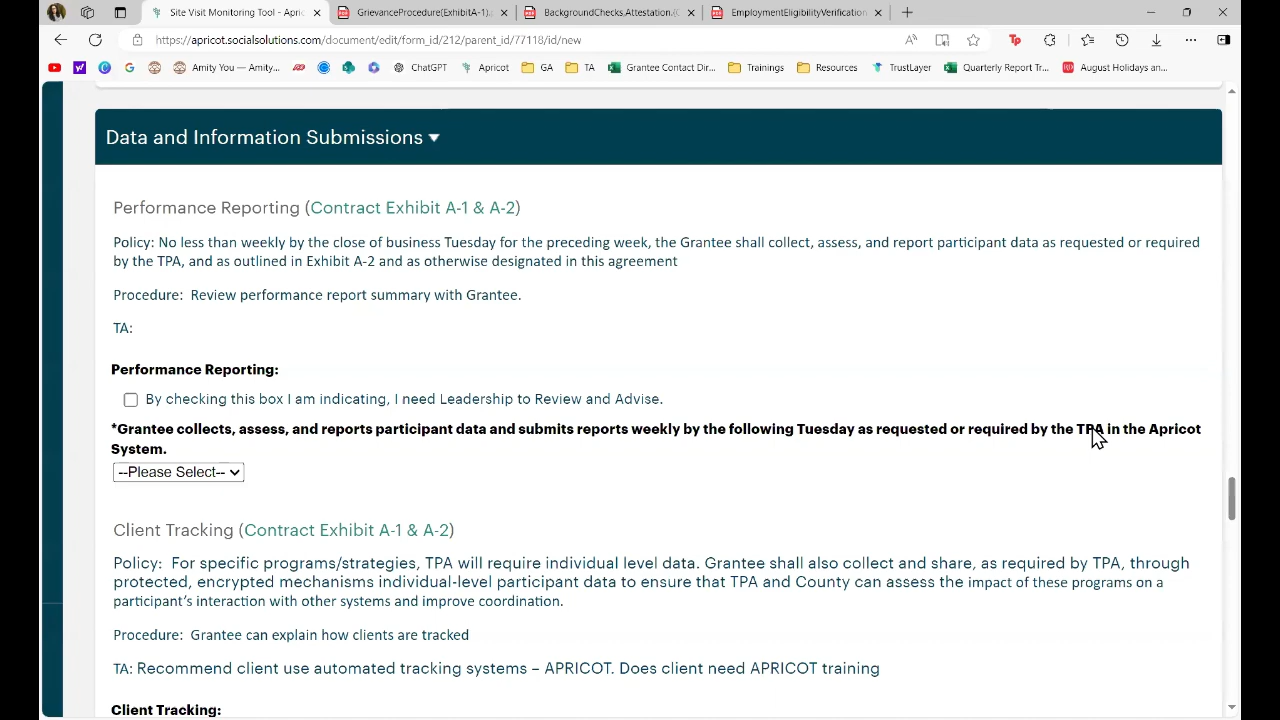 Site Visit Monitoring Tool - Apric
GrievanceProcedure(ExhibitA-1).
BackgroundChecks,Attestation.(C
EmploymentEligibilityVerification
https://apricot.socialsolutions.com/document/edit/form_id/212/parent_id/77118/id/new
Amity You — Amity...
ChatGPT
Apricot
GA
TA
Grantee Contact Dir...
Trainings
Resources
TrustLayer
Quarterly Report Tr...
August Holidays an...
Data and Information Submissions
Performance Reporting (Contract Exhibit A-1 & A-2)
Policy: No less than weekly by the close of business Tuesday for the preceding week, the Grantee shall collect, assess, and report participant data as requested or required
by the TPA, and as outlined in Exhibit A-2 and as otherwise designated in this agreement
Procedure: Review performance report summary with Grantee.
TA:
Performance Reporting:
By checking this box I am indicating, I need Leadership to Review and Advise.
*Grantee collects, assess, and reports participant data and submits reports weekly by the following Tuesday as requested or required by the TPA in the Apricot
System.
--Please Select--
Client Tracking (Contract Exhibit A-1 & A-2)
Policy: For specific programs/strategies, TPA will require individual level data. Grantee shall also collect and share, as required by TPA, through
protected, encrypted mechanisms individual-level participant data to ensure that TPA and County can assess the impact of these programs on a
participant's interaction with other systems and improve coordination.
Procedure: Grantee can explain how clients are tracked
TA: Recommend client use automated tracking systems – APRICOT. Does client need APRICOT training
Client Tracking: